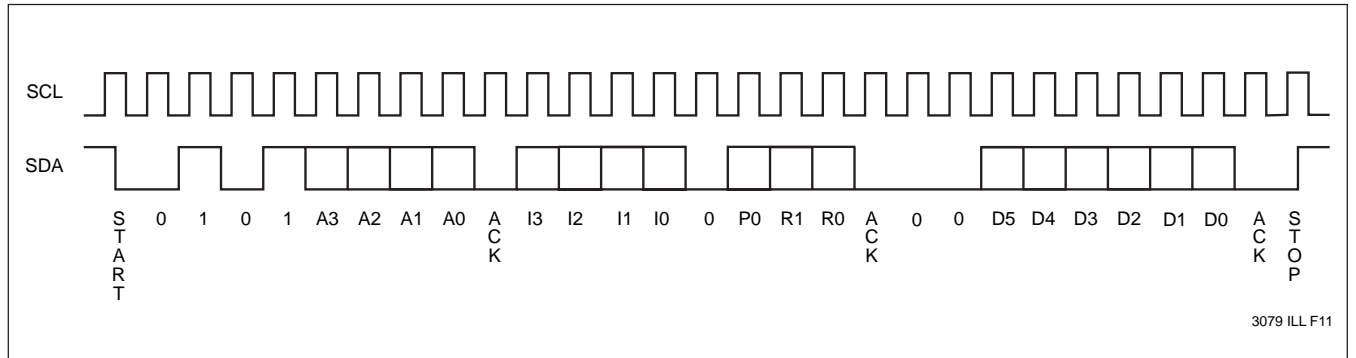 SCL
SDA
START 0 1 0 1 A3 A2 A1 A0 ACK I3 I2 I1 I0 0 P0 R1 R0 ACK 0 0 D5 D4 D3 D2 D1 D0 ACK STOP
3079 ILL F11